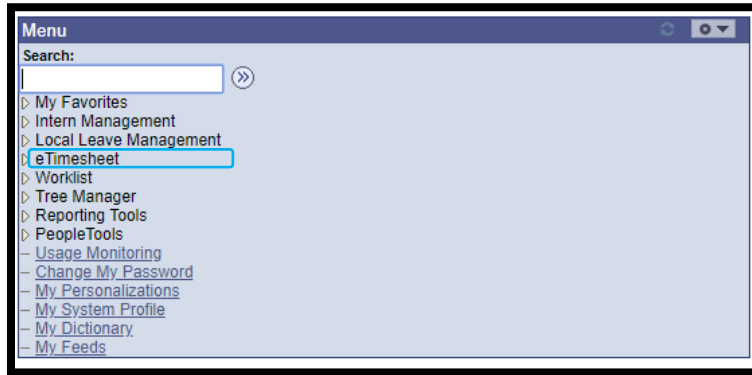 Menu
Search:
My Favorites
Intern Management
Local Leave Management
eTimesheet
Worklist
Tree Manager
Reporting Tools
PeopleTools
Usage Monitoring
Change My Password
My Personalizations
My System Profile
My Dictionary
My Feeds